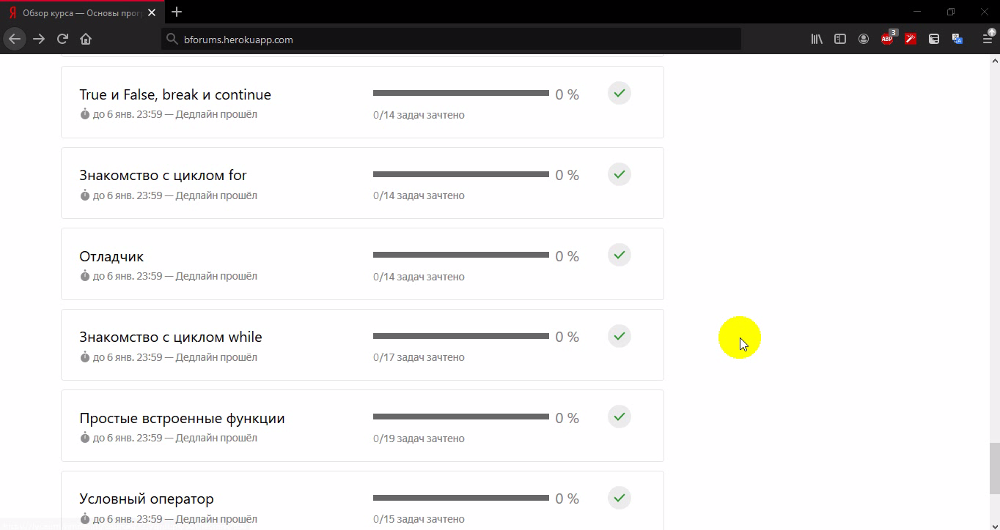 Обзор курса — Основы прог
bforums.herokuapp.com
ABP
3
True и False, break и continue
0 %
до 6 янв. 23:59 — Дедлайн прошёл
0/14 задач зачтено
Знакомство с циклом for
0 %
до 6 янв. 23:59 — Дедлайн прошёл
0/14 задач зачтено
Отладчик
0 %
до 6 янв. 23:59 — Дедлайн прошёл
0/14 задач зачтено
Знакомство с циклом while
0 %
до 6 янв. 23:59 — Дедлайн прошёл
0/17 задач зачтено
Простые встроенные функции
0 %
до 6 янв. 23:59 — Дедлайн прошёл
0/19 задач зачтено
Условный оператор
0 %
до 6 янв. 23:59 — Дедлайн прошёл
0/15 задач зачтено